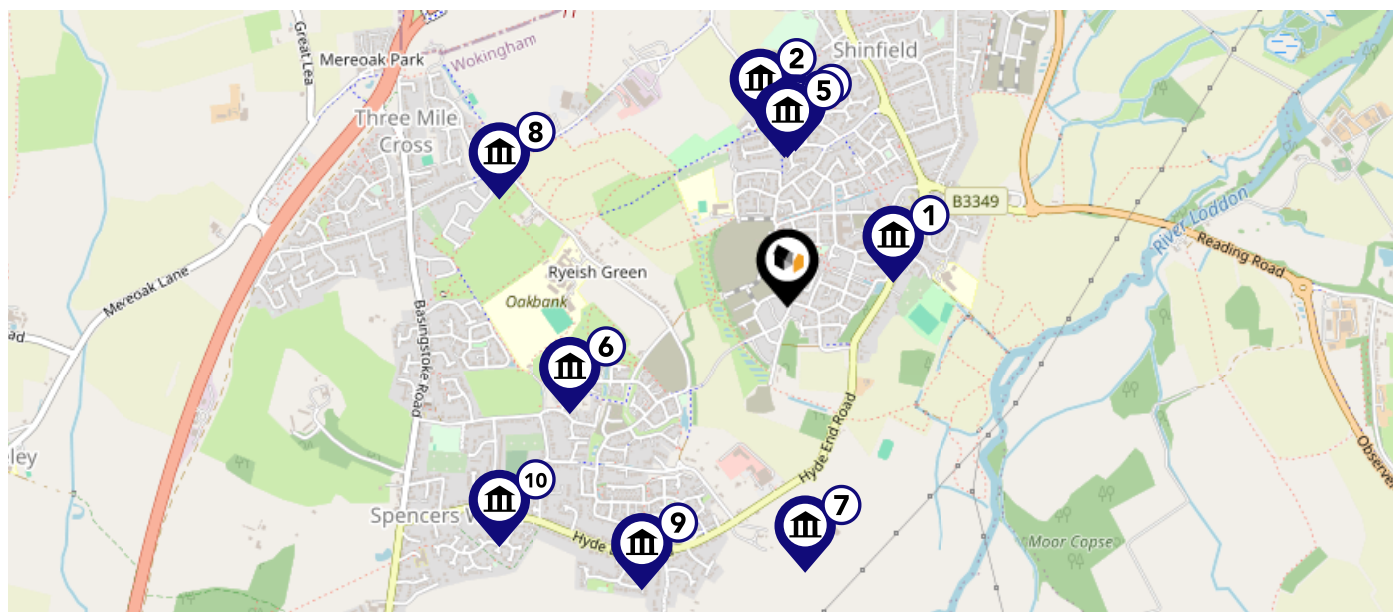 Great Lea
Mereoak Park
Wokingham
Shinfield
2
5
Three Mile
Cross
8
B3349
1
River Loddon
Reading Road
Mereoak Lane
Ryeish Green
Oakbank
Basingstoke Road
6
Hyde End Road
ley
10
7
Spencers W
9
Hyde
Moor Copse